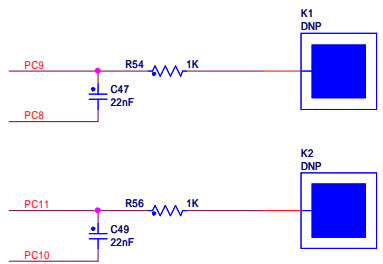 K1
DNP
PC9
R54
1K
C47
22nF
PC8
K2
DNP
PC11
R56
1K
C49
22nF
PC10